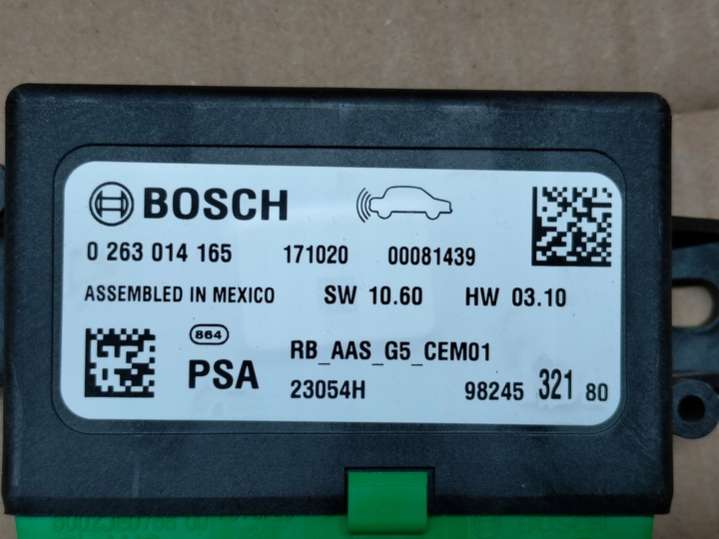 BOSCH
0 263 014 165 171020 00081439
ASSEMBLED IN MEXICO SW 10.60 HW 03.10
864
PSA RB_AAS_G5_CEM01
23054H 98245 321 80